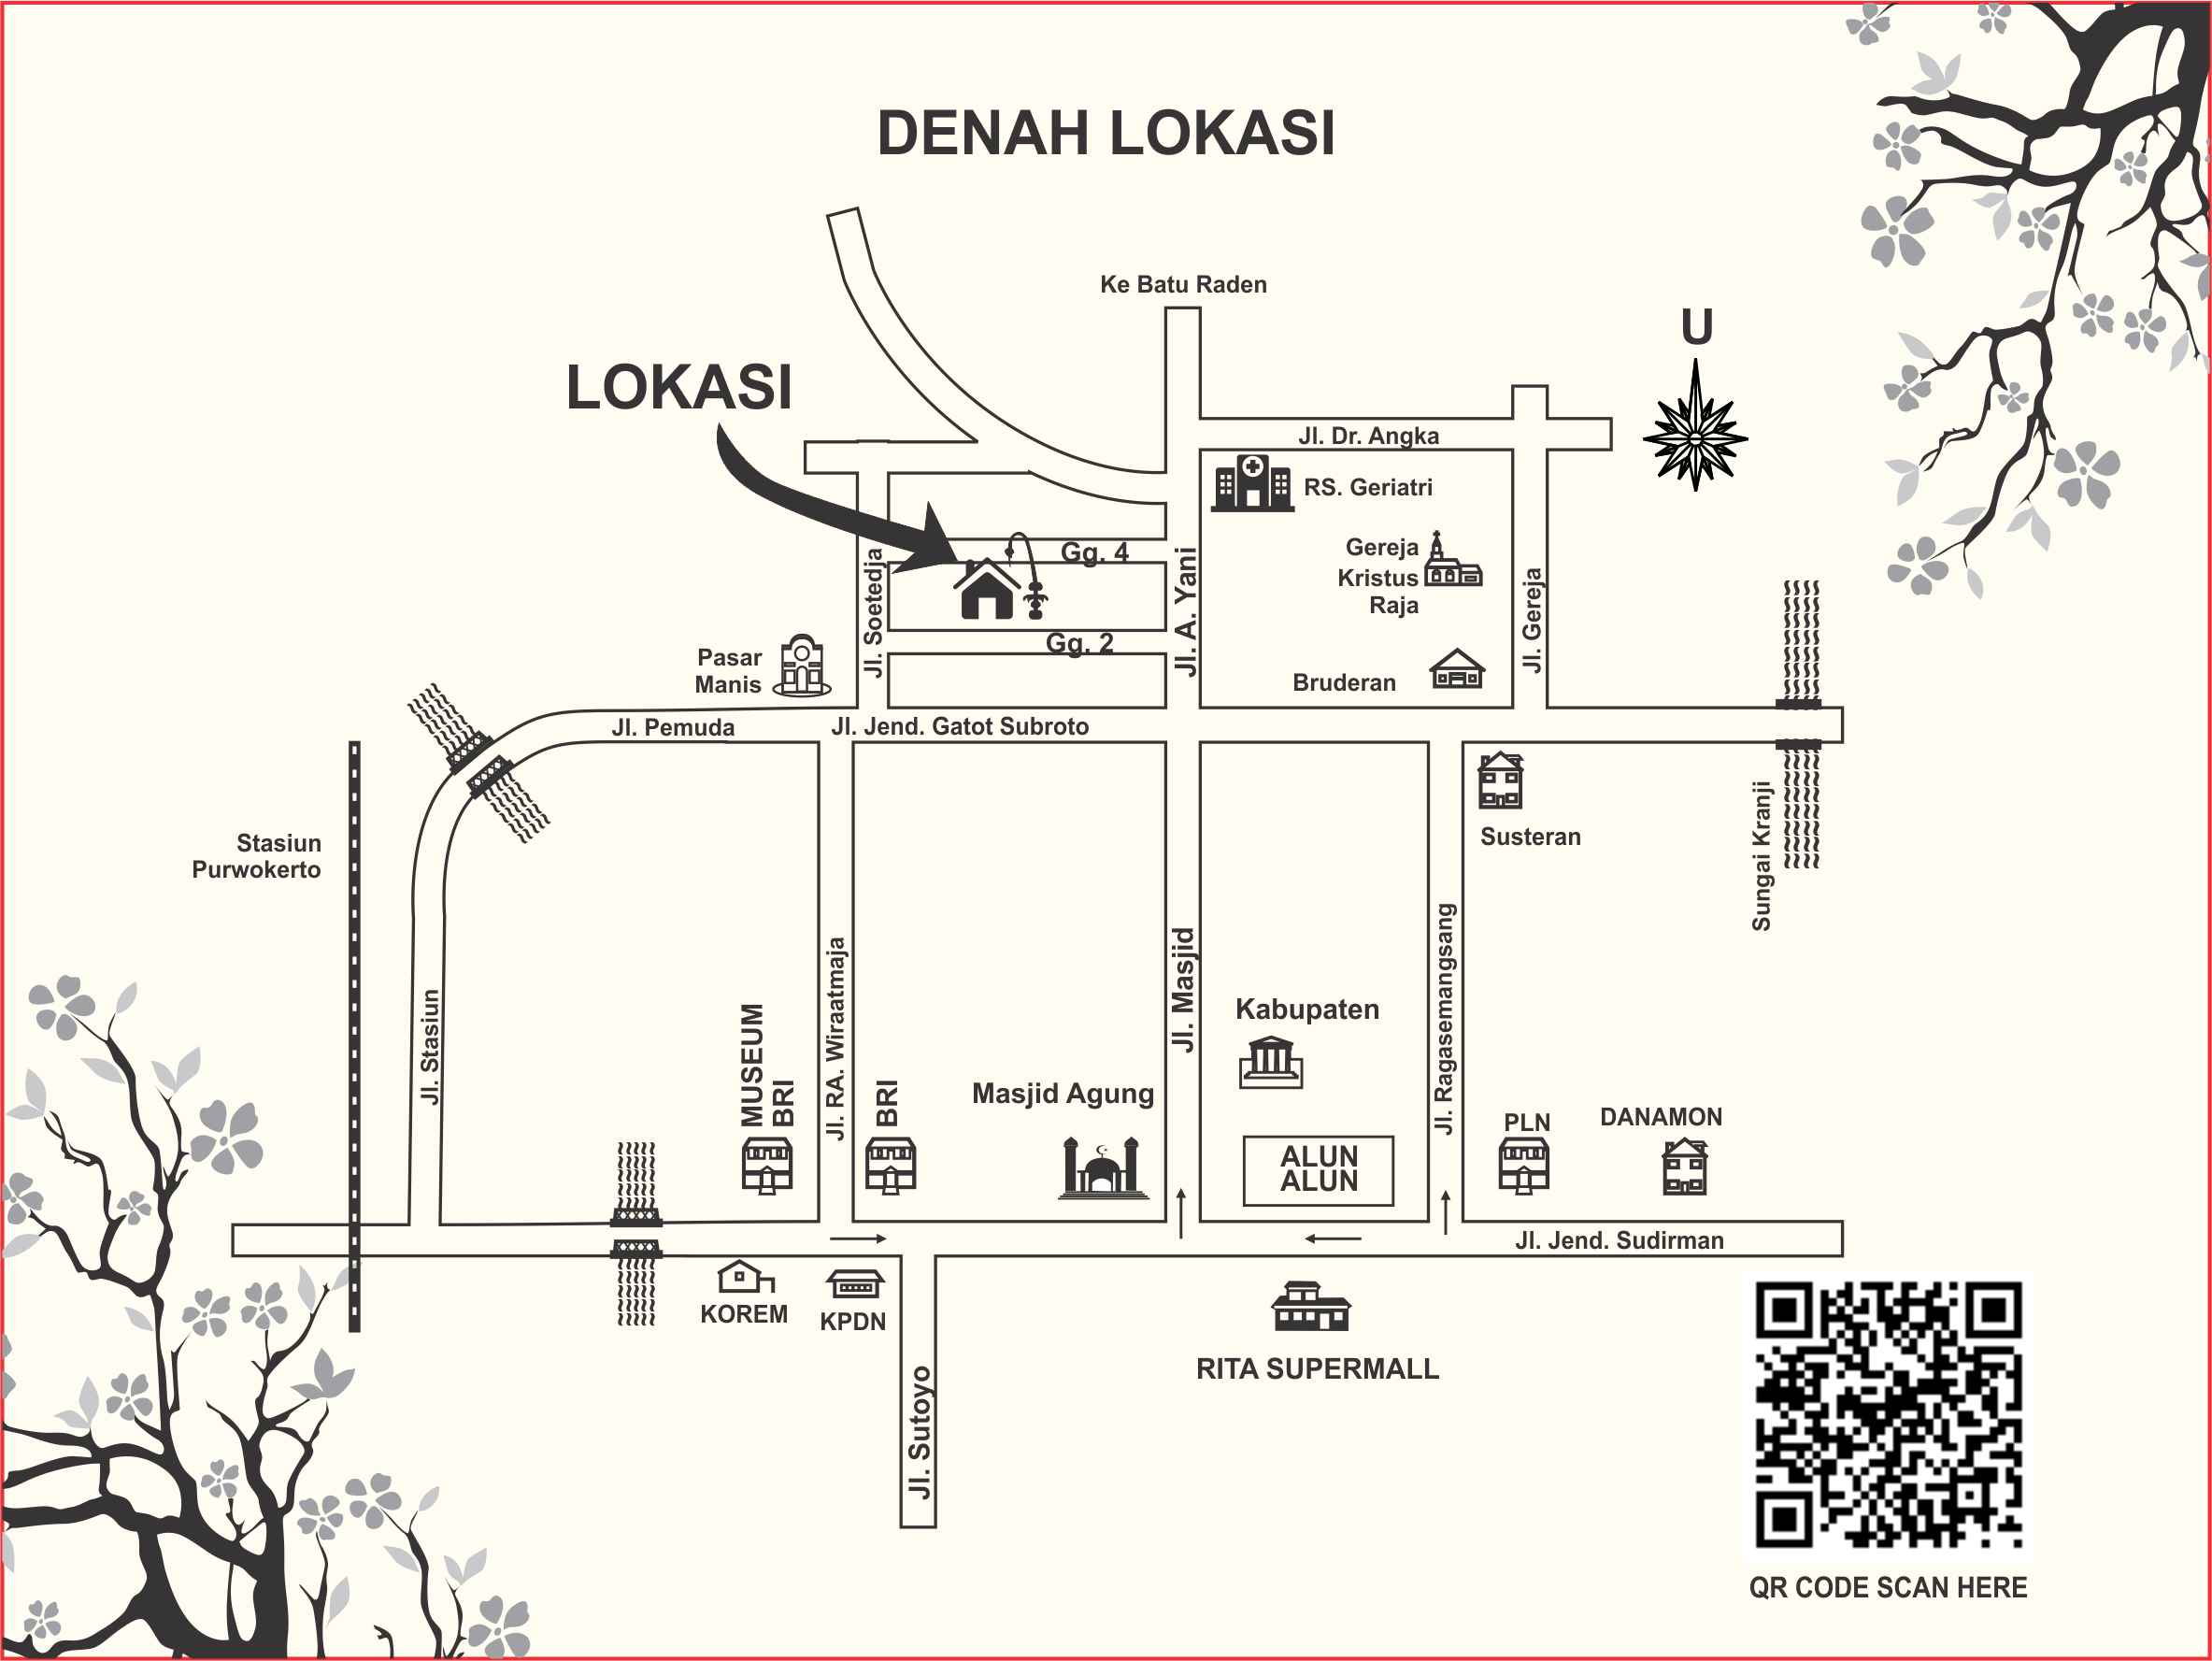 DENAH LOKASI
Ke Batu Raden
U
LOKASI
Jl. Dr. Angka
RS. Geriatri
Gg. 4
Gereja
Kristus
Raja
Jl. Soetedja
Jl. A. Yani
Jl. Gereja
Gg. 2
Pasar
Manis
Bruderan
Jl. Pemuda
Jl. Jend. Gatot Subroto
Stasiun
Purwokerto
Susteran
Sungai Kranji
Jl. Stasiun
MUSEUM
BRI
Jl. RA. Wiraatmaja
BRI
Masjid Agung
Jl. Masjid
Kabupaten
ALUN
ALUN
Jl. Ragasemangsang
PLN
DANAMON
Jl. Jend. Sudirman
KOREM
KPDN
RITA SUPERMALL
Jl. Sutoyo
QR CODE SCAN HERE